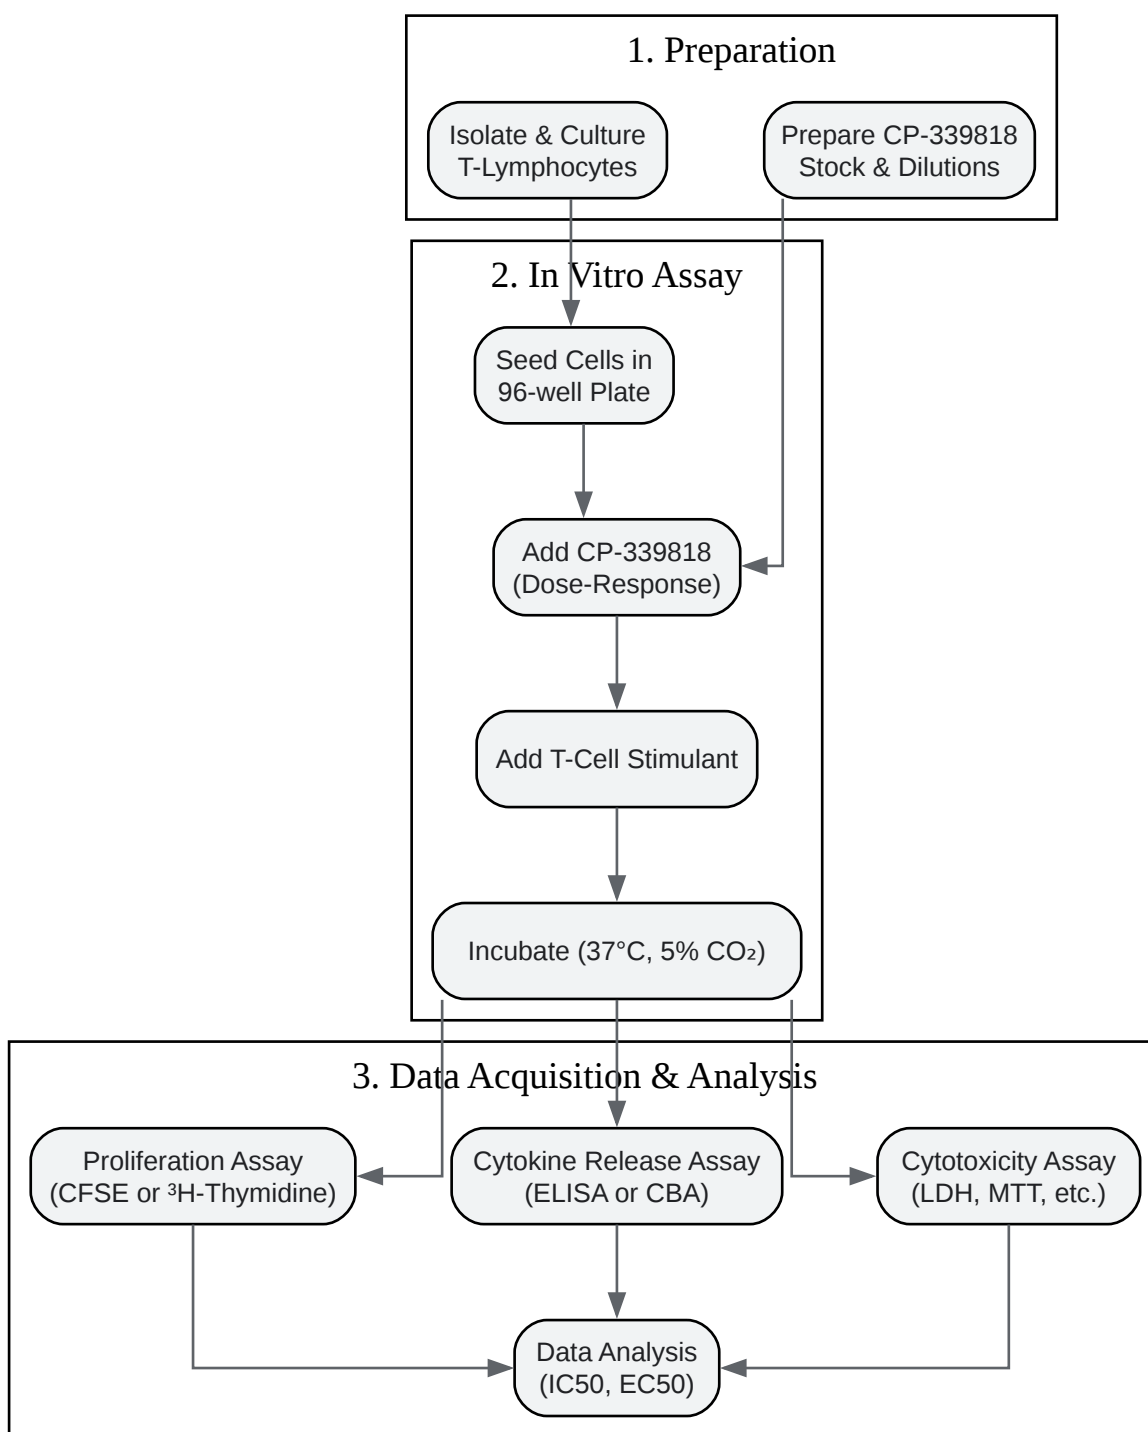 1. Preparation
Isolate & Culture
T-Lymphocytes
Prepare CP-339818
Stock & Dilutions
2. In Vitro Assay
Seed Cells in
96-well Plate
Add CP-339818
(Dose-Response)
Add T-Cell Stimulant
Incubate (37°C, 5% CO₂)
3. Data Acquisition & Analysis
Proliferation Assay
(CFSE or ³H-Thymidine)
Cytokine Release Assay
(ELISA or CBA)
Cytotoxicity Assay
(LDH, MTT, etc.)
Data Analysis
(IC50, EC50)